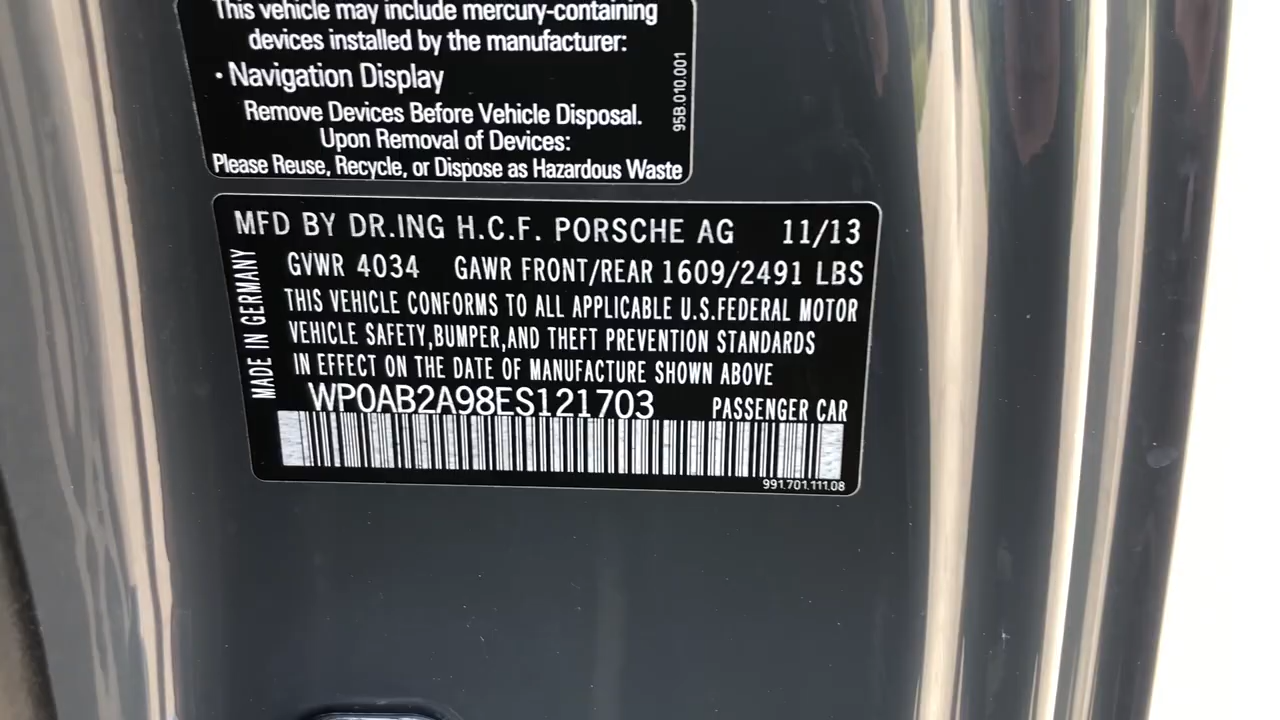 This vehicle may include mercury-containing
devices installed by the manufacturer:
• Navigation Display
Remove Devices Before Vehicle Disposal.
Upon Removal of Devices:
Please Reuse, Recycle, or Dispose as Hazardous Waste
95B.010.001
MFD BY DR.ING H.C.F. PORSCHE AG 11/13
GVWR 4034 GAWR FRONT/REAR 1609/2491 LBS
THIS VEHICLE CONFORMS TO ALL APPLICABLE U.S.FEDERAL MOTOR
VEHICLE SAFETY,BUMPER,AND THEFT PREVENTION STANDARDS
IN EFFECT ON THE DATE OF MANUFACTURE SHOWN ABOVE
MADE IN GERMANY
WP0AB2A98ES121703 PASSENGER CAR
991.701.111.08